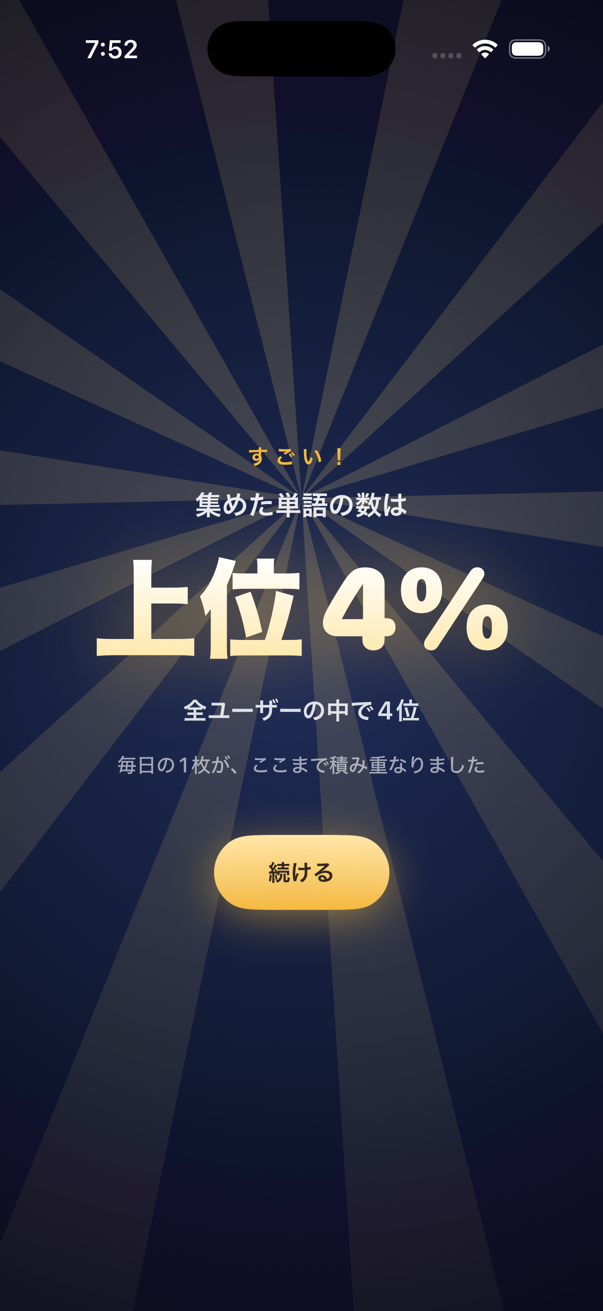 7:52
すごい！
集めた単語の数は
上位4%
全ユーザーの中で4位
毎日の1枚が、ここまで積み重なりました
続ける